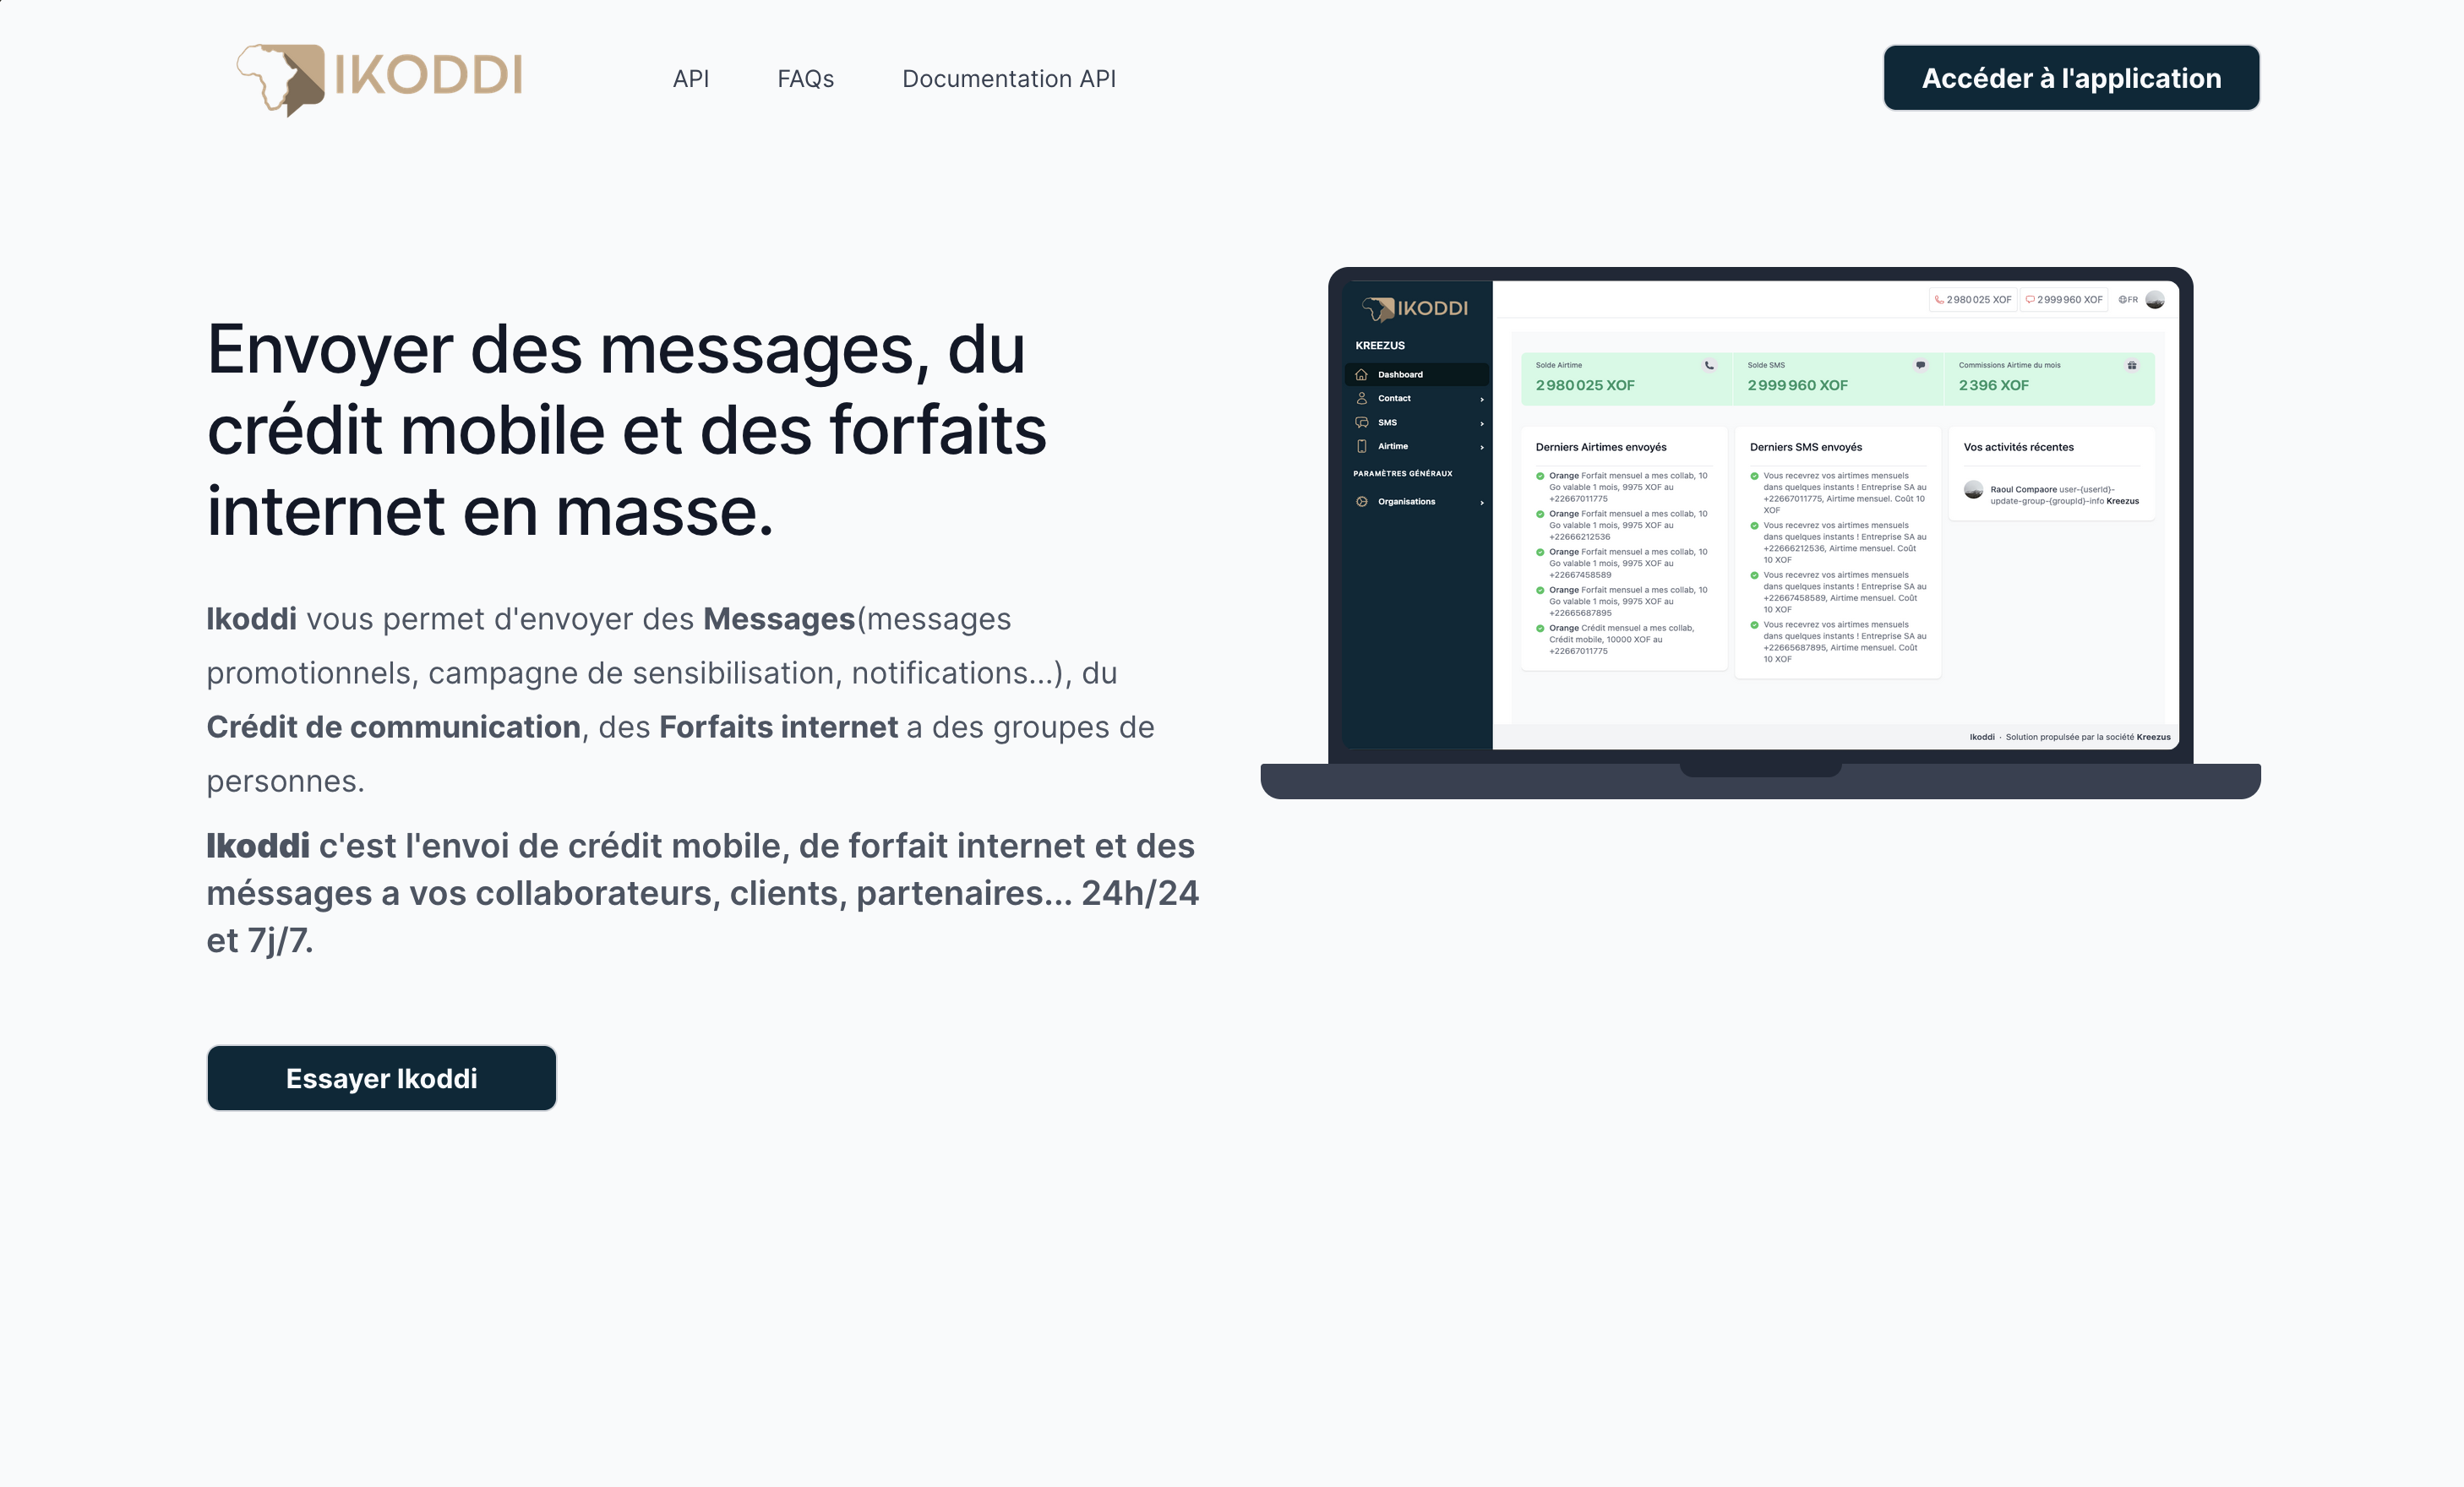 IKODDI
API
FAQs
Documentation API
Accéder à l'application
Envoyer des messages, du
crédit mobile et des forfaits
internet en masse.
Ikoddi vous permet d'envoyer des Messages(messages
promotionnels, campagne de sensibilisation, notifications...), du
Crédit de communication, des Forfaits internet a des groupes de
personnes.
Ikoddi c'est l'envoi de crédit mobile, de forfait internet et des
méssages a vos collaborateurs, clients, partenaires... 24h/24
et 7j/7.
Essayer Ikoddi
IKODDI
KREEZUS
Dashboard
Contact
SMS
Airtime
PARAMÈTRES GÉNÉRAUX
Organisations
2 980 025 XOF
2 999 960 XOF
FR
Solde Airtime
2 980 025 XOF
Solde SMS
2 999 960 XOF
Commissions Airtime du mois
2 396 XOF
Derniers Airtimes envoyés
Orange Forfait mensuel a mes collab, 10
Go valable 1 mois, 9975 XOF au
+22667011775
Orange Forfait mensuel a mes collab, 10
Go valable 1 mois, 9975 XOF au
+22666212536
Orange Forfait mensuel a mes collab, 10
Go valable 1 mois, 9975 XOF au
+22667458589
Orange Forfait mensuel a mes collab, 10
Go valable 1 mois, 9975 XOF au
+22665687895
Orange Crédit mensuel a mes collab,
Crédit mobile, 10000 XOF au
+22667011775
Derniers SMS envoyés
Vous recevrez vos airtimes mensuels
dans quelques instants ! Entreprise SA au
+22667011775, Airtime mensuel. Coût 10
XOF
Vous recevrez vos airtimes mensuels
dans quelques instants ! Entreprise SA au
+22666212536, Airtime mensuel. Coût
10 XOF
Vous recevrez vos airtimes mensuels
dans quelques instants ! Entreprise SA au
+22667458589, Airtime mensuel. Coût
10 XOF
Vous recevrez vos airtimes mensuels
dans quelques instants ! Entreprise SA au
+22665687895, Airtime mensuel. Coût
10 XOF
Vos activités récentes
Raoul Compaore user-{userId}-
update-group-{groupId}-info Kreezus
Ikoddi · Solution propulsée par la société Kreezus